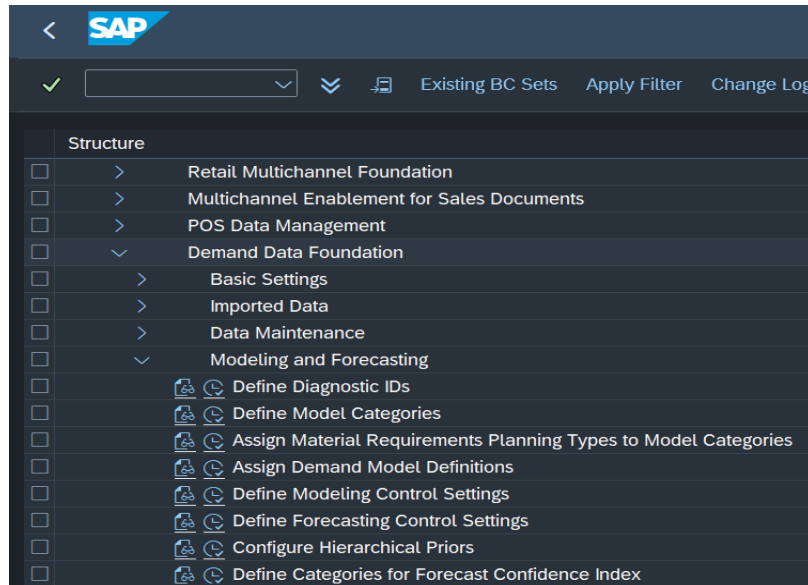 SAP
Existing BC Sets Apply Filter Change Log
Structure
Retail Multichannel Foundation
Multichannel Enablement for Sales Documents
POS Data Management
Demand Data Foundation
Basic Settings
Imported Data
Data Maintenance
Modeling and Forecasting
Define Diagnostic IDs
Define Model Categories
Assign Material Requirements Planning Types to Model Categories
Assign Demand Model Definitions
Define Modeling Control Settings
Define Forecasting Control Settings
Configure Hierarchical Priors
Define Categories for Forecast Confidence Index